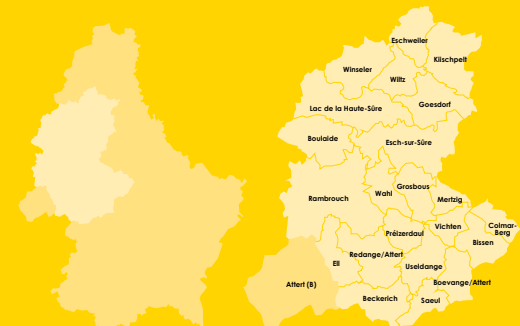 Eschweiler
Kiischpelt
Winseler
Wiltz
Lac de la Haute-Sûre
Goesdorf
Boulaide
Esch-sur-Sûre
Grosbous
Wahl
Rambrouch
Mertzig
Préizerdaul
Vichten
Colmar-
Berg
Bissen
Redange/Attert
Ell
Useldange
Attert (B)
Boevange/Attert
Beckerich
Saeul